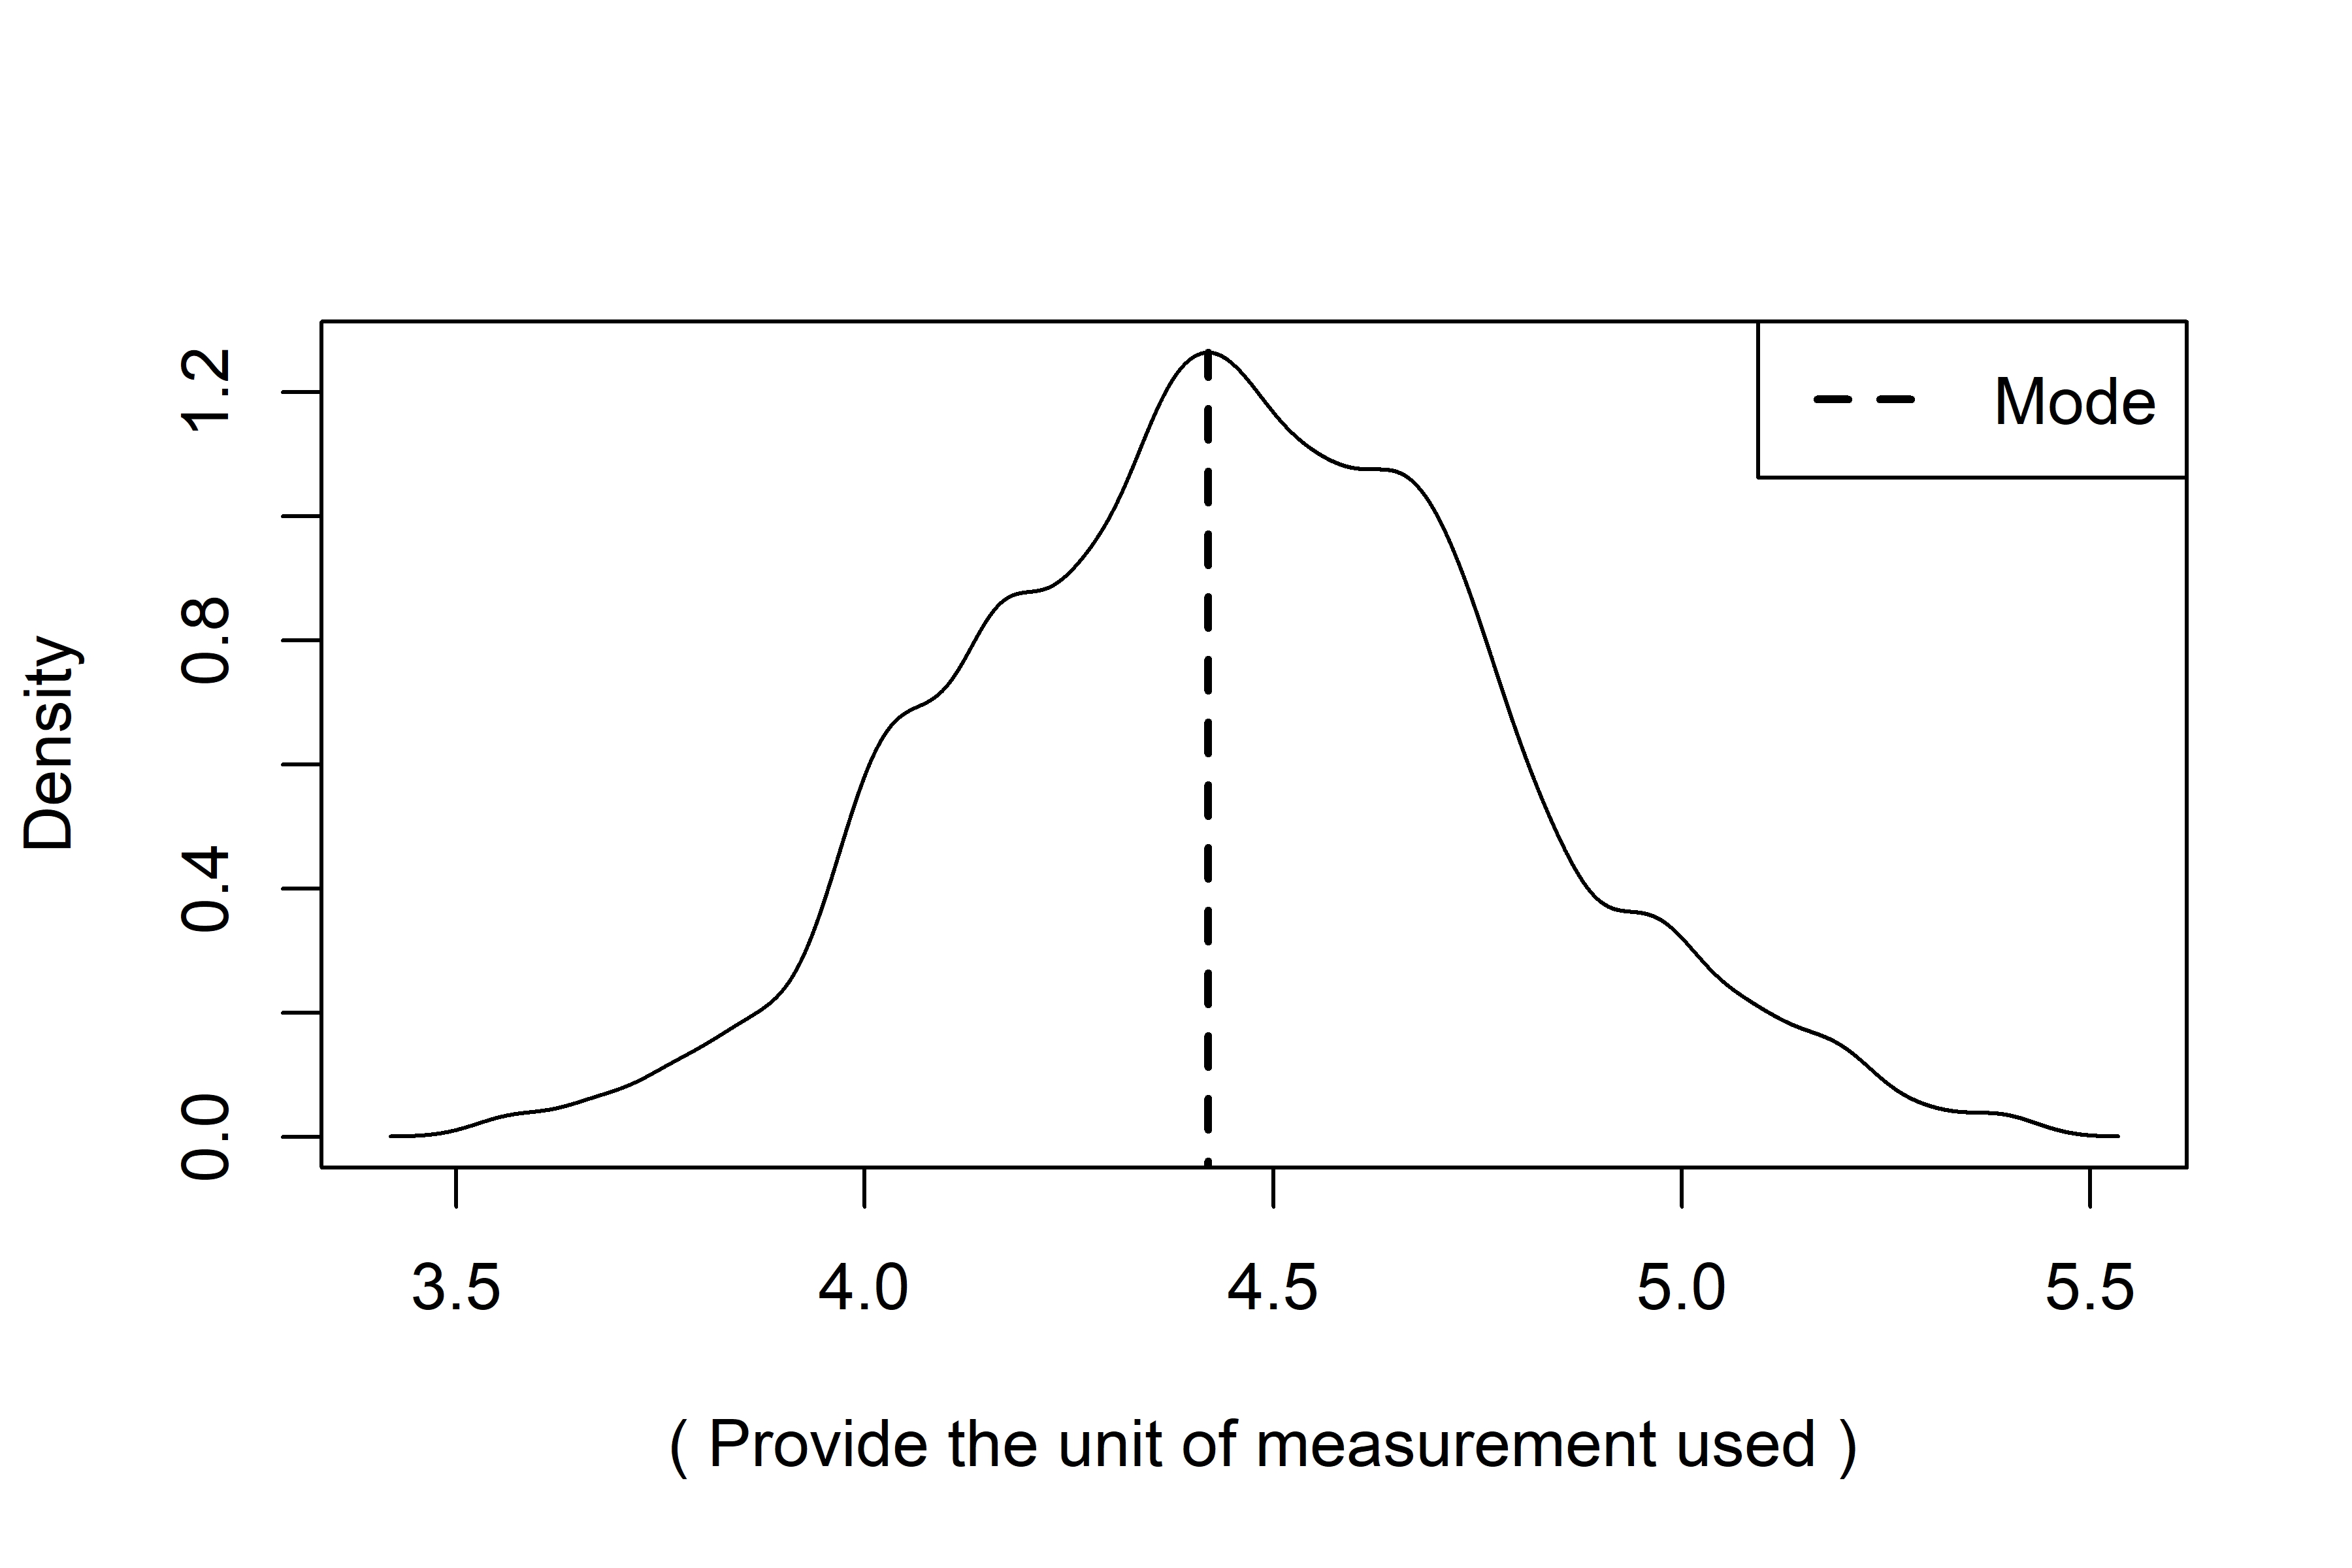 Mode
Density
1.2
0.8
0.4
0.0
3.5 4.0 4.5 5.0 5.5
( Provide the unit of measurement used )